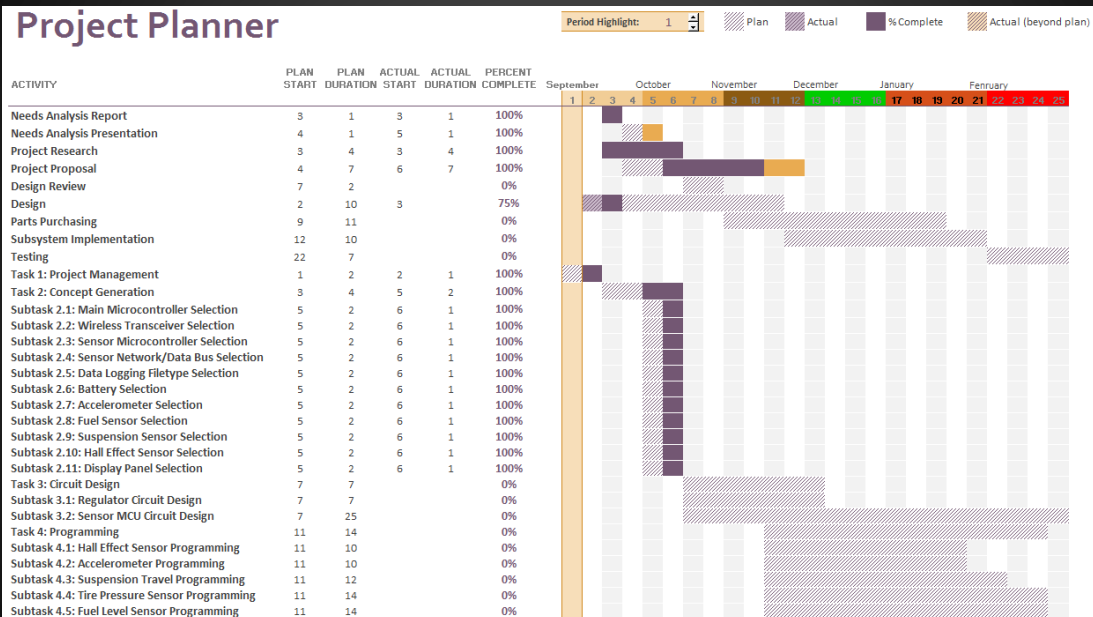 Project Planner
Period Highlight: 1 Plan Actual % Complete Actual (beyond plan)
PLAN PLAN ACTUAL ACTUAL PERCENT
ACTIVITY START DURATION START DURATION COMPLETE September October November December January Fenruary
1 2 3 4 5 6 7 8 9 10 11 12 13 14 15 16 17 18 19 20 21 22 23 24 25
Needs Analysis Report 3 1 3 1 100%
Needs Analysis Presentation 4 1 5 1 100%
Project Research 3 4 3 4 100%
Project Proposal 4 7 6 7 100%
Design Review 7 2 0%
Design 2 10 3 75%
Parts Purchasing 9 11 0%
Subsystem Implementation 12 10 0%
Testing 22 7 0%
Task 1: Project Management 1 2 2 1 100%
Task 2: Concept Generation 3 4 5 2 100%
Subtask 2.1: Main Microcontroller Selection 5 2 6 1 100%
Subtask 2.2: Wireless Transceiver Selection 5 2 6 1 100%
Subtask 2.3: Sensor Microcontroller Selection 5 2 6 1 100%
Subtask 2.4: Sensor Network/Data Bus Selection 5 2 6 1 100%
Subtask 2.5: Data Logging Filetype Selection 5 2 6 1 100%
Subtask 2.6: Battery Selection 5 2 6 1 100%
Subtask 2.7: Accelerometer Selection 5 2 6 1 100%
Subtask 2.8: Fuel Sensor Selection 5 2 6 1 100%
Subtask 2.9: Suspension Sensor Selection 5 2 6 1 100%
Subtask 2.10: Hall Effect Sensor Selection 5 2 6 1 100%
Subtask 2.11: Display Panel Selection 5 2 6 1 100%
Task 3: Circuit Design 7 7 0%
Subtask 3.1: Regulator Circuit Design 7 7 0%
Subtask 3.2: Sensor MCU Circuit Design 7 25 0%
Task 4: Programming 11 14 0%
Subtask 4.1: Hall Effect Sensor Programming 11 10 0%
Subtask 4.2: Accelerometer Programming 11 10 0%
Subtask 4.3: Suspension Travel Programming 11 12 0%
Subtask 4.4: Tire Pressure Sensor Programming 11 14 0%
Subtask 4.5: Fuel Level Sensor Programming 11 14 0%